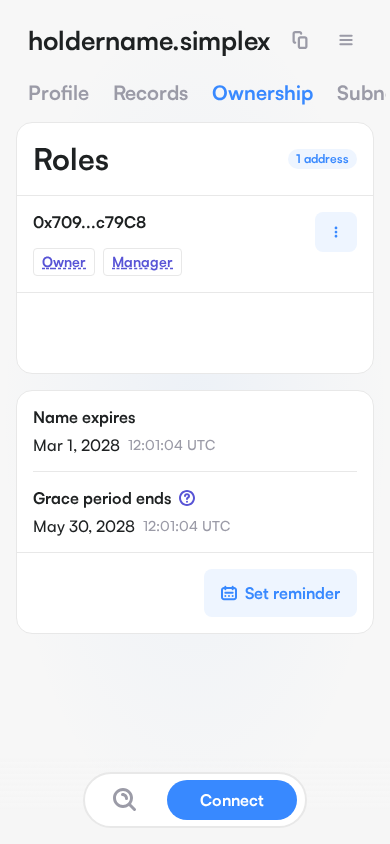 holdername.simplex
Profile Records Ownership Subn
Roles
1 address
0x709...c79C8
Owner Manager
Name expires
Mar 1, 2028 12:01:04 UTC
Grace period ends
May 30, 2028 12:01:04 UTC
Set reminder
Connect